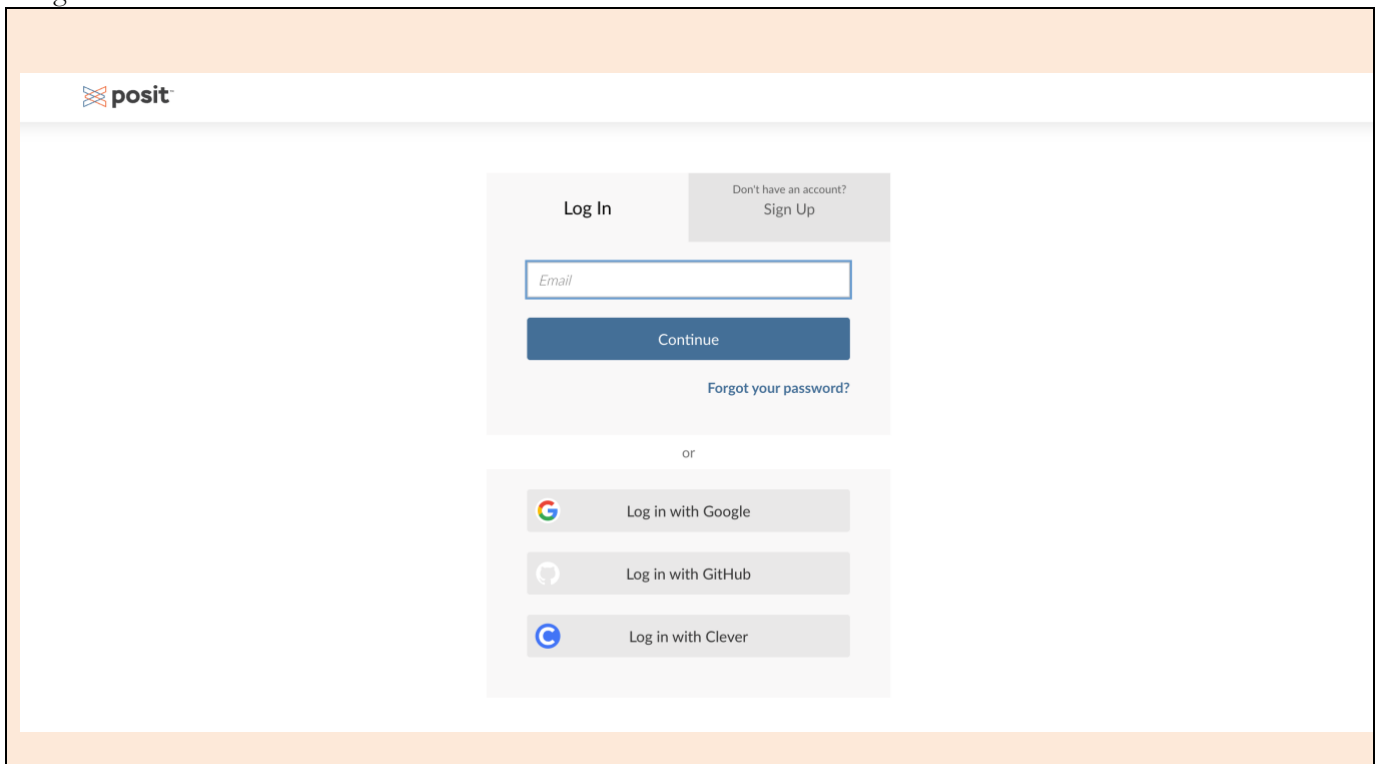 posit
Log In
Don't have an account?
Sign Up
Email
Continue
Forgot your password?
or
Log in with Google
Log in with GitHub
Log in with Clever